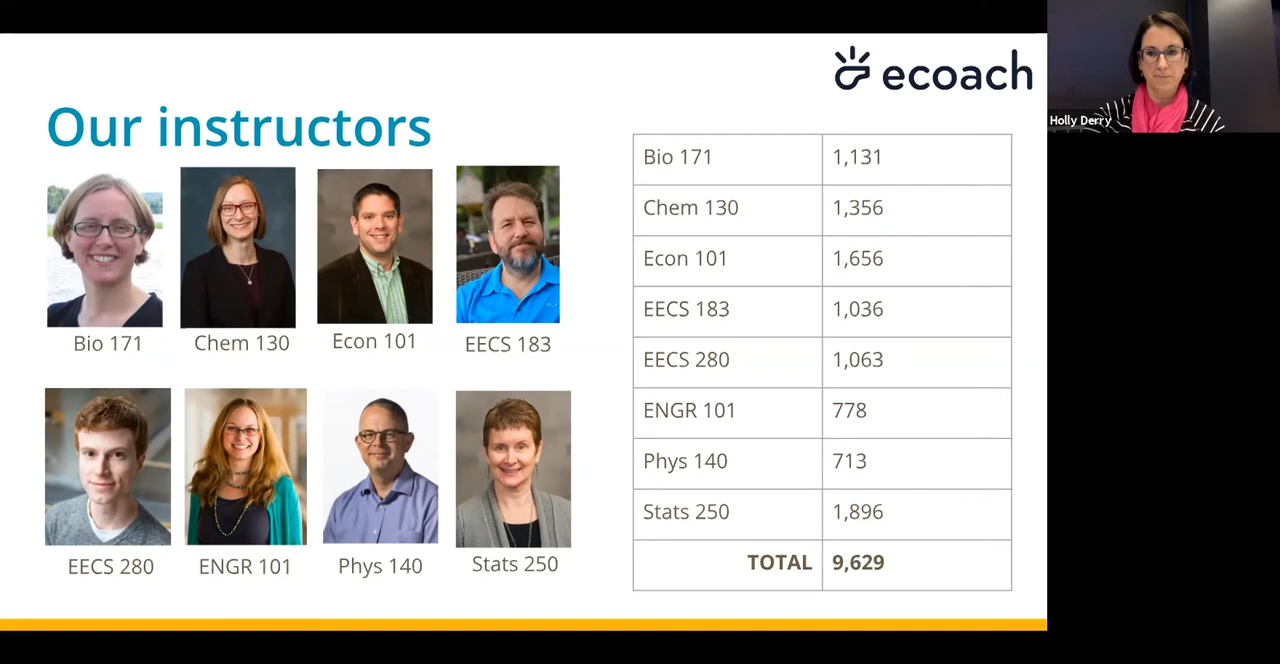 ecoach
Holly Derry
Our instructors
Bio 171
Chem 130
Econ 101
EECS 183
EECS 280
ENGR 101
Phys 140
Stats 250
Bio 171 1,131
Chem 130 1,356
Econ 101 1,656
EECS 183 1,036
EECS 280 1,063
ENGR 101 778
Phys 140 713
Stats 250 1,896
TOTAL 9,629